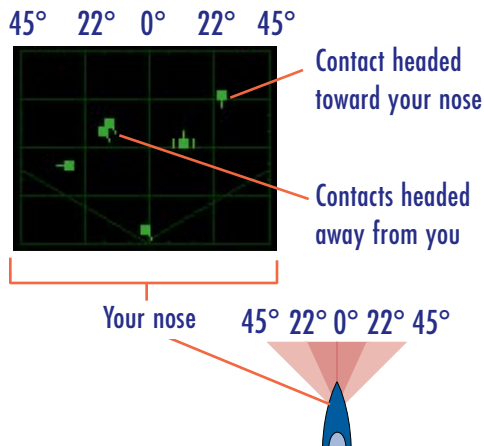 45° 22° 0° 22° 45°
Contact headed
toward your nose
Contacts headed
away from you
Your nose
45° 22° 0° 22° 45°